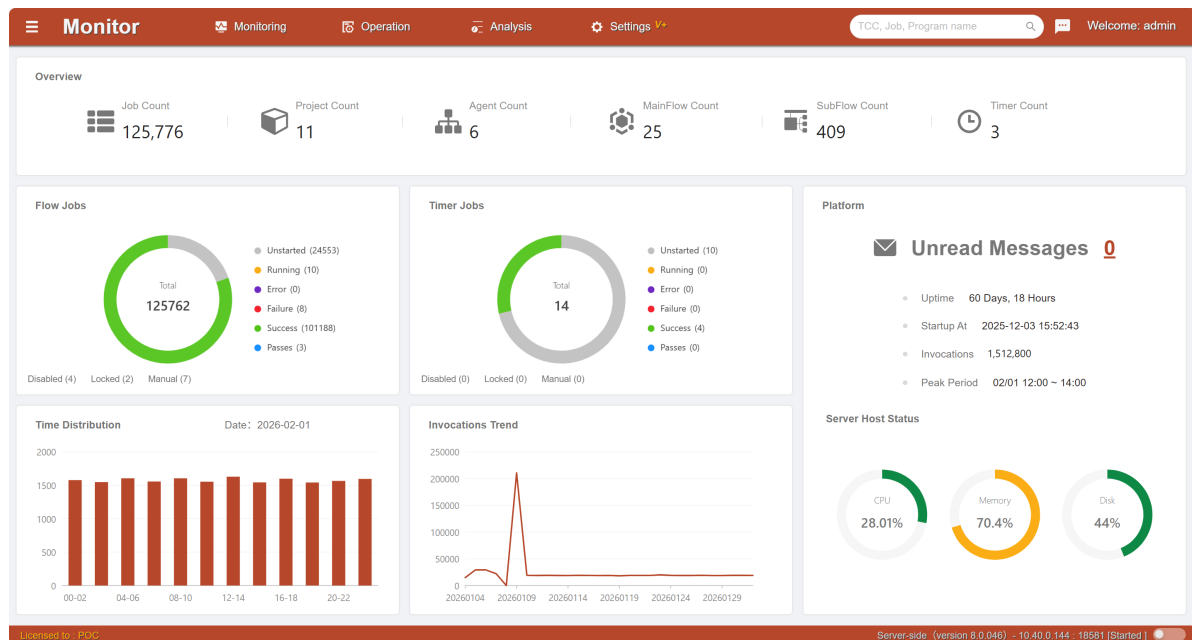 Monitor
Monitoring
Operation
Analysis
Settings V+
TCC, Job, Program name
Welcome: admin
Overview
Job Count
125,776
Project Count
11
Agent Count
6
MainFlow Count
25
SubFlow Count
409
Timer Count
3
Flow Jobs
Total
125762
Unstarted (24553)
Running (10)
Error (0)
Failure (8)
Success (101188)
Passes (3)
Disabled (4) Locked (2) Manual (7)
Timer Jobs
Total
14
Unstarted (10)
Running (0)
Error (0)
Failure (0)
Success (4)
Passes (0)
Disabled (0) Locked (0) Manual (0)
Platform
Unread Messages 0
Uptime 60 Days, 18 Hours
Startup At 2025-12-03 15:52:43
Invocations 1,512,800
Peak Period 02/01 12:00 ~ 14:00
Server Host Status
CPU
28.01%
Memory
70.4%
Disk
44%
Time Distribution Date：2026-02-01
2000
1500
1000
500
0
00-02 04-06 08-10 12-14 16-18 20-22
Invocations Trend
250000
200000
150000
100000
50000
0
20260104 20260109 20260114 20260119 20260124 20260129
Licensed to : POC
Server-side（version 8.0.046）- 10.40.0.144 : 18581 [Started ]